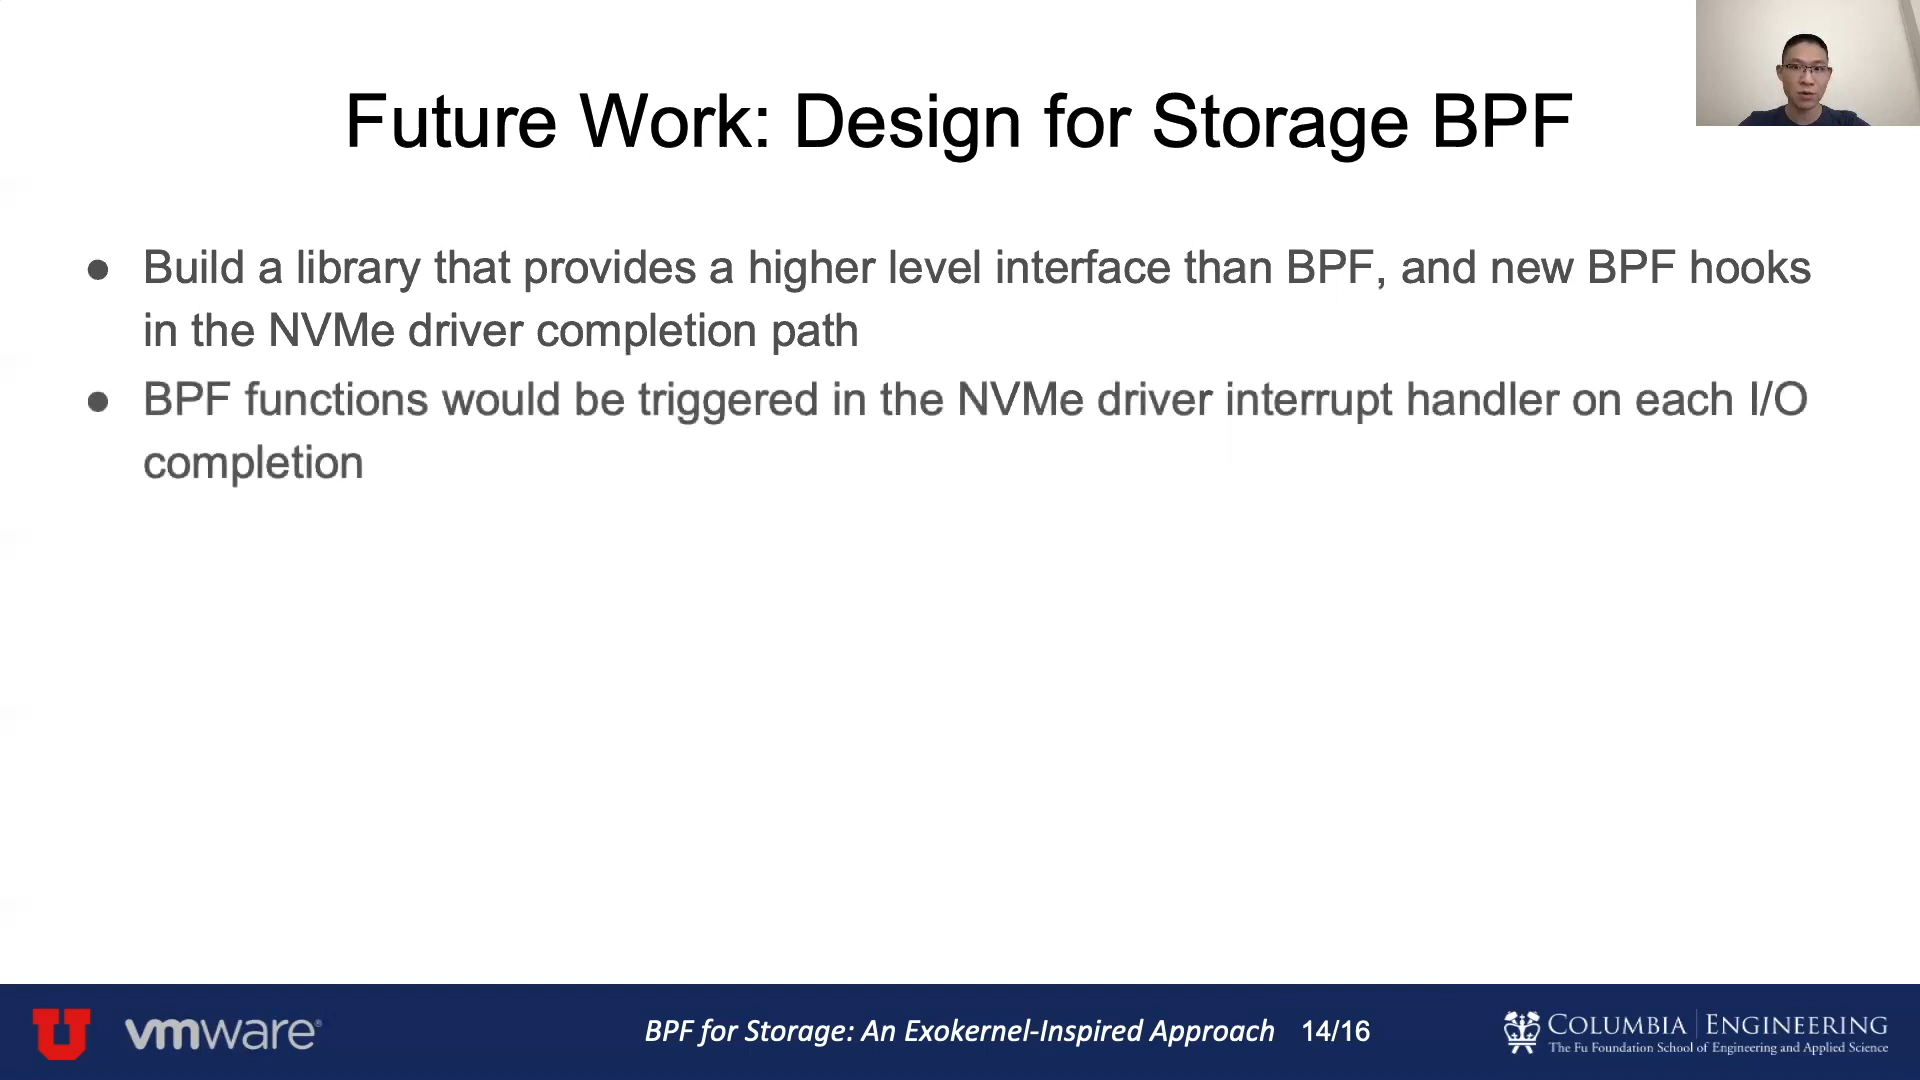 Future Work: Design for Storage BPF
● Build a library that provides a higher level interface than BPF, and new BPF hooks
in the NVMe driver completion path
● BPF functions would be triggered in the NVMe driver interrupt handler on each I/O
completion
U
vmware®
BPF for Storage: An Exokernel-Inspired Approach 14/16
COLUMBIA | ENGINEERING
The Fu Foundation School of Engineering and Applied Science